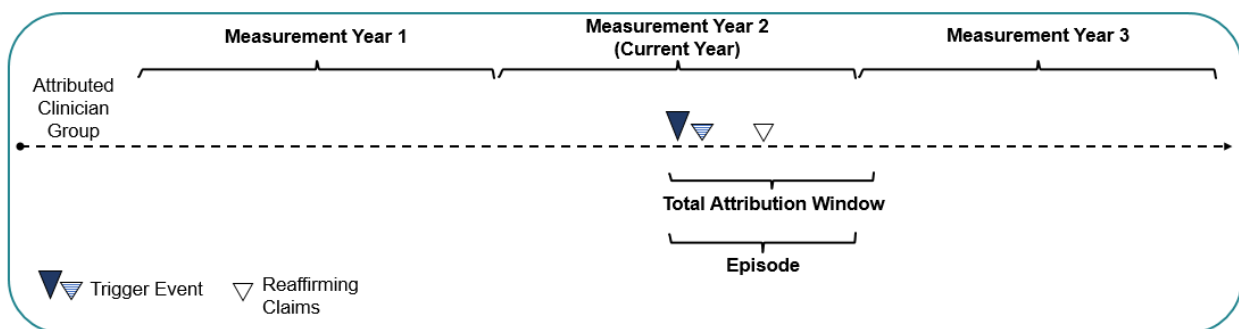 Measurement Year 1
Measurement Year 2
(Current Year)
Measurement Year 3
Attributed
Clinician
Group
Total Attribution Window
Episode
Trigger Event
Reaffirming
Claims